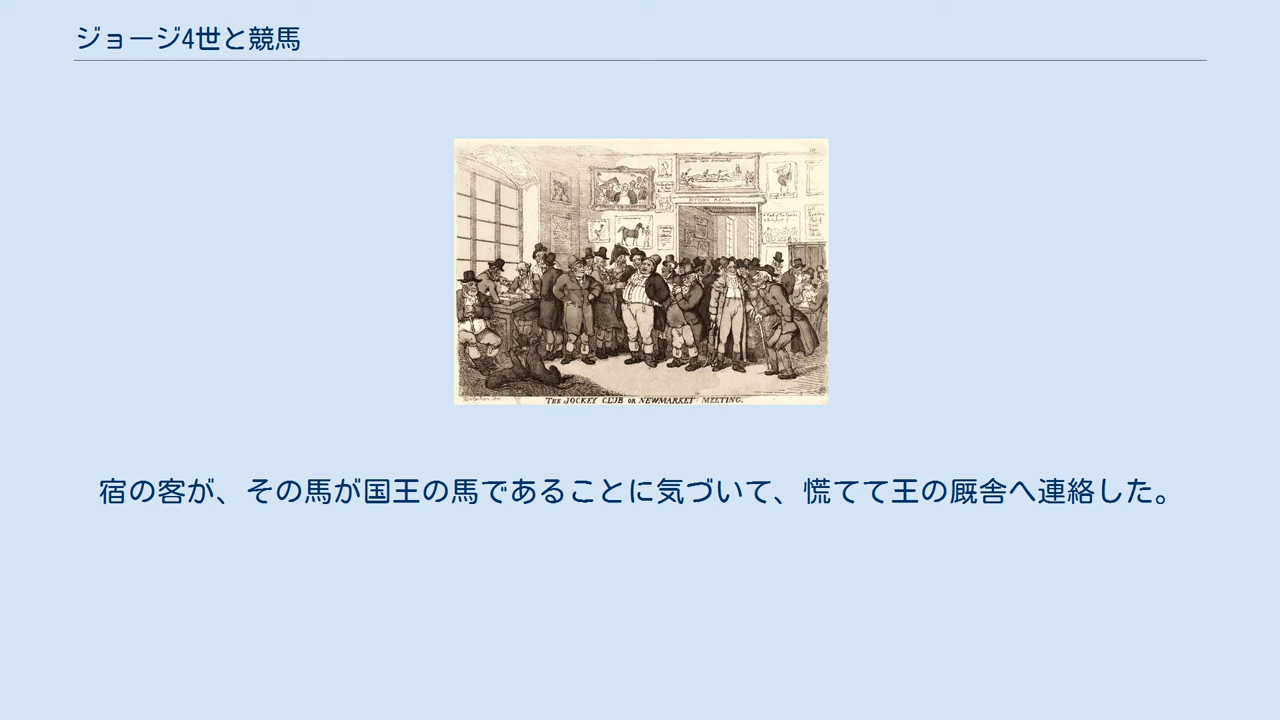 ジョージ4世と競馬
THE JOCKEY CLUB OR NEWMARKET MEETING.
宿の客が、その馬が国王の馬であることに気づいて、慌てて王の厩舎へ連絡した。